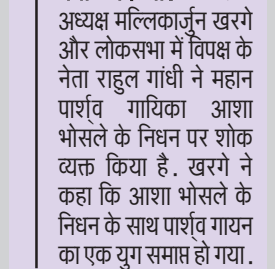 अध्यक्ष मल्लिकार्जुन खरगे
और लोकसभा में विपक्ष के
नेता राहुल गांधी ने महान
पार्श्व गायिका आशा
भोसले के निधन पर शोक
व्यक्त किया है. खरगे ने
कहा कि आशा भोसले के
निधन के साथ पार्श्व गायन
का एक युग समाप्त हो गया.